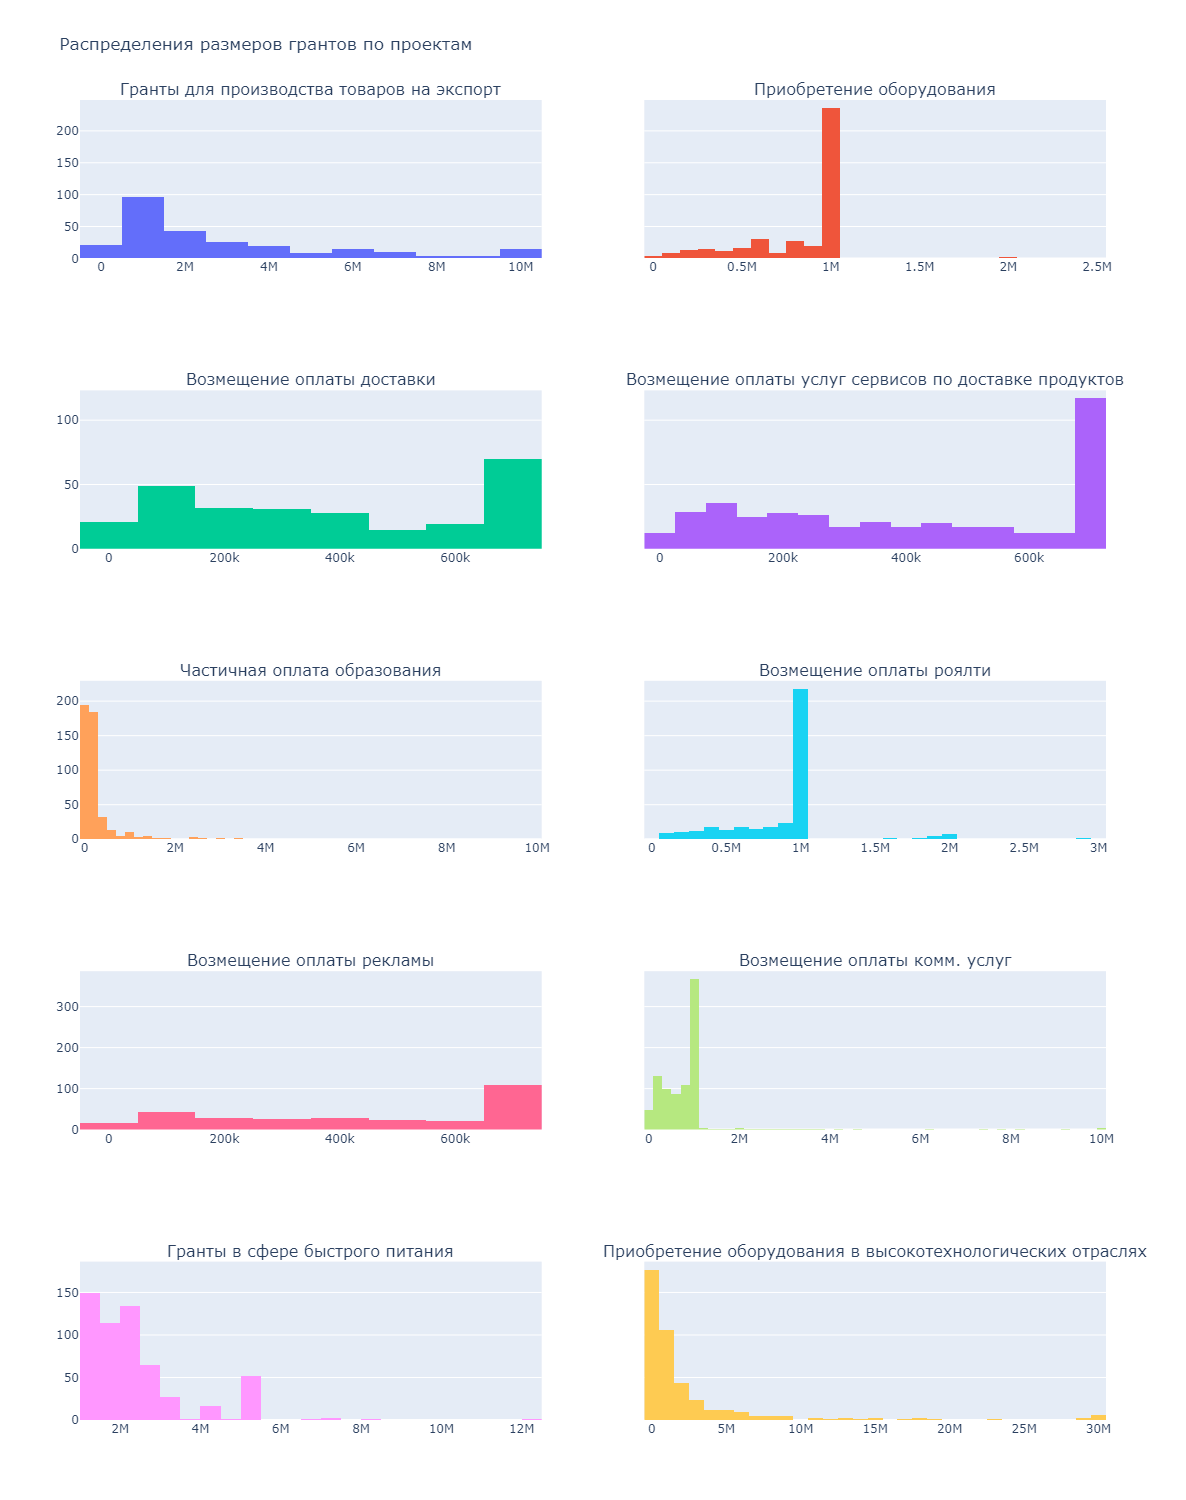 Распределения размеров грантов по проектам
Гранты для производства товаров на экспорт
Приобретение оборудования
200
150
100
50
0
0 2M 4M 6M 8M 10M
0 0.5M 1M 1.5M 2M 2.5M
Возмещение оплаты доставки
Возмещение оплаты услуг сервисов по доставке продуктов
100
50
0
0 200k 400k 600k
0 200k 400k 600k
Частичная оплата образования
Возмещение оплаты роялти
200
150
100
50
0
0 2M 4M 6M 8M 10M
0 0.5M 1M 1.5M 2M 2.5M 3M
Возмещение оплаты рекламы
Возмещение оплаты комм. услуг
300
200
100
0
0 200k 400k 600k
0 2M 4M 6M 8M 10M
Гранты в сфере быстрого питания
Приобретение оборудования в высокотехнологических отраслях
150
100
50
0
2M 4M 6M 8M 10M 12M
0 5M 10M 15M 20M 25M 30M